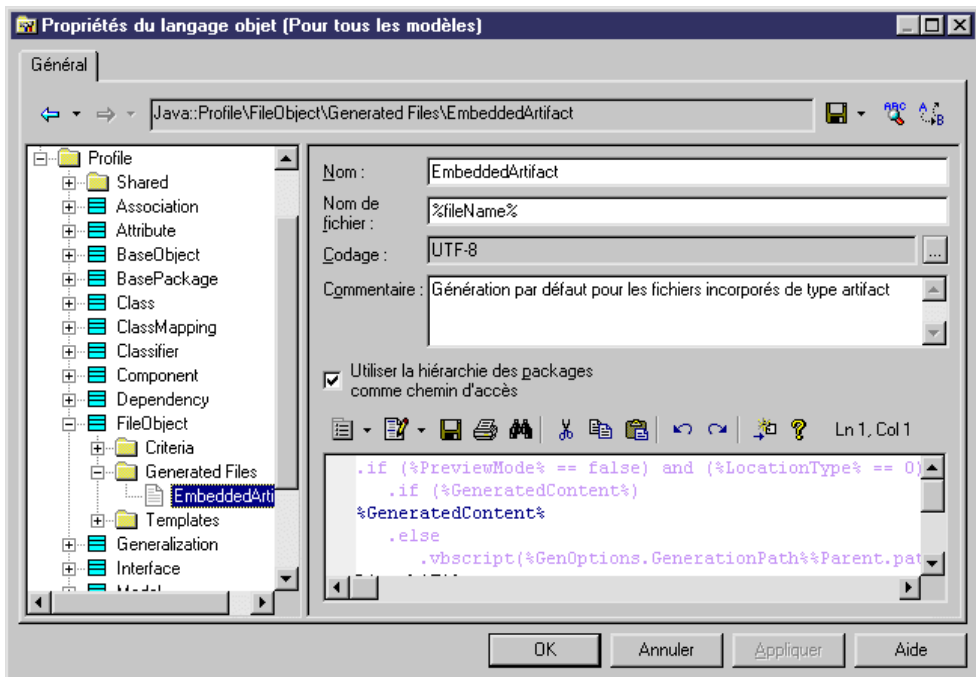 Propriétés du langage objet (Pour tous les modèles)
Général
Java::Profile\FileObject\Generated Files\EmbeddedArtifact
Profile
Shared
Association
Attribute
BaseObject
BasePackage
Class
ClassMapping
Classifier
Component
Dependency
FileObject
Criteria
Generated Files
EmbeddedArti
Templates
Generalization
Interface
Model
Nom : EmbeddedArtifact
Nom de
fichier : %fileName%
Codage : UTF-8 ...
Commentaire : Génération par défaut pour les fichiers incorporés de type artifact
Utiliser la hiérarchie des packages
comme chemin d'accès
Ln 1, Col 1
.if (%PreviewMode% == false) and (%LocationType% == 0)
.if (%GeneratedContent%)
%GeneratedContent%
.else
.vbscript(%GenOptions.GenerationPath%%Parent.pat
OK Annuler Appliquer Aide